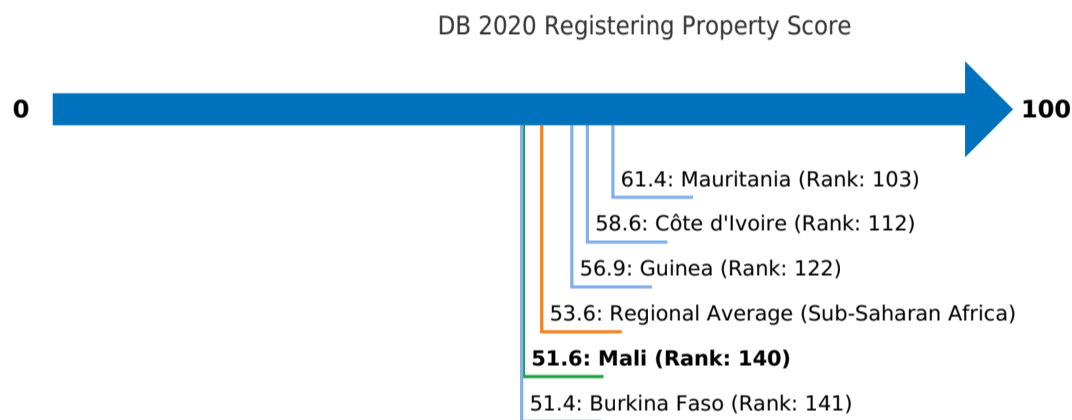 DB 2020 Registering Property Score
0
100
61.4: Mauritania (Rank: 103)
58.6: Côte d'Ivoire (Rank: 112)
56.9: Guinea (Rank: 122)
53.6: Regional Average (Sub-Saharan Africa)
51.6: Mali (Rank: 140)
51.4: Burkina Faso (Rank: 141)